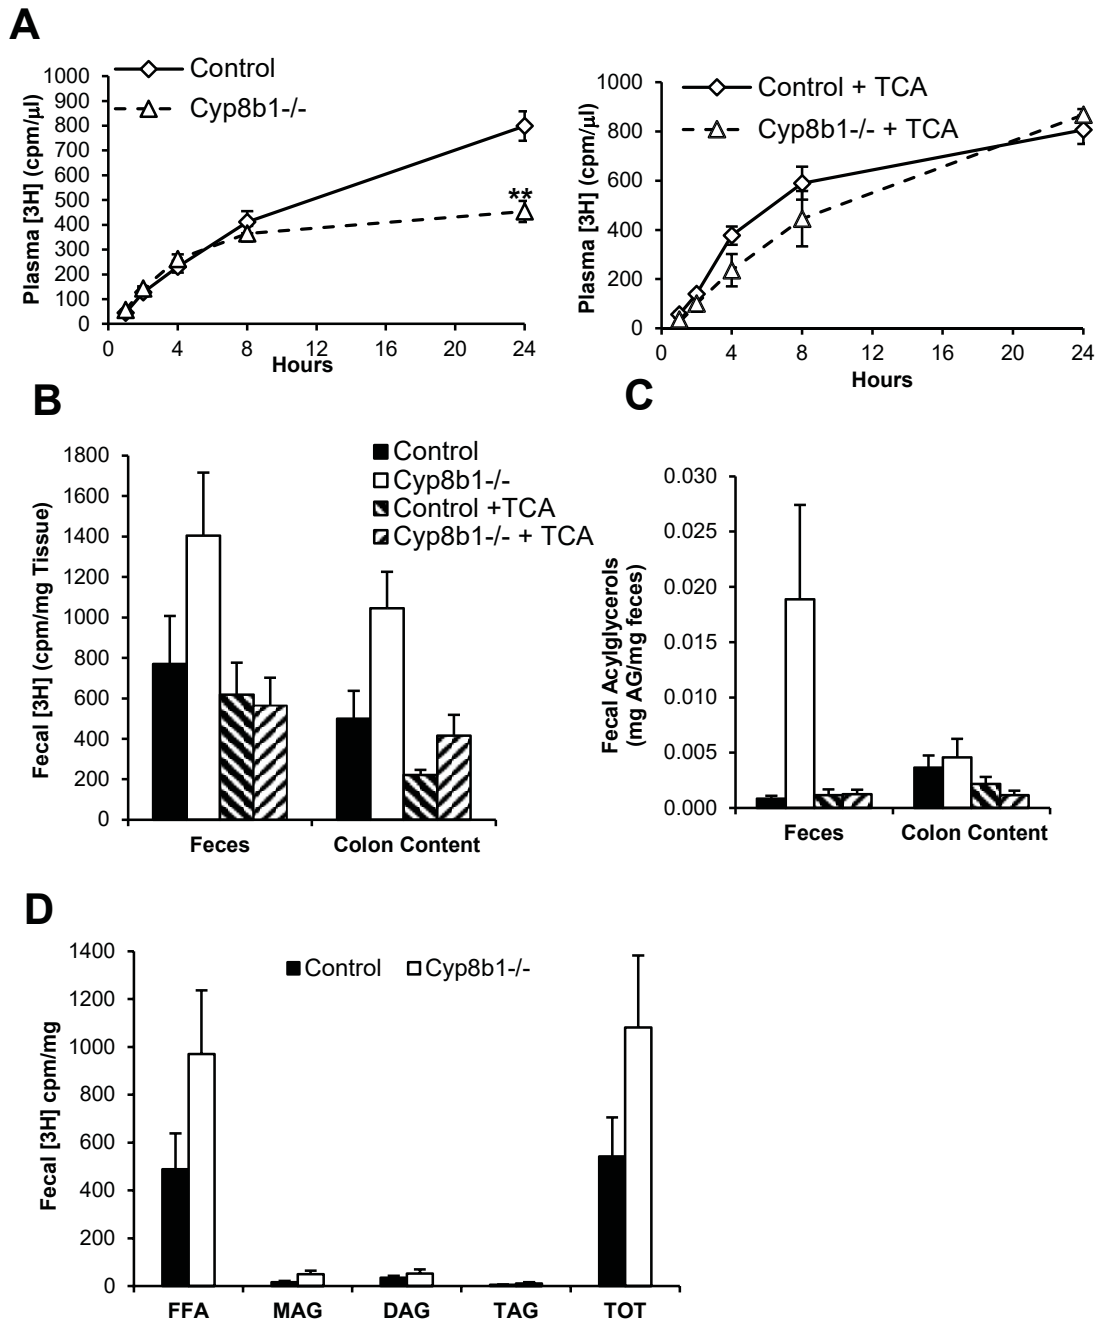 A
Control
Cyp8b1-/-
Plasma [3H] (cpm/µl)
1000
900
800
700
600
500
400
300
200
100
0
**
0 4 8 12 16 20 24
Hours
Control + TCA
Cyp8b1-/- + TCA
Plasma [3H] (cpm/µl)
1000
800
600
400
200
0
0 4 8 12 16 20 24
Hours
B
Control
Cyp8b1-/-
Control +TCA
Cyp8b1-/- + TCA
Fecal [3H] (cpm/mg Tissue)
1800
1600
1400
1200
1000
800
600
400
200
0
Feces Colon Content
C
Fecal Acylglycerols
(mg AG/mg feces)
0.030
0.025
0.020
0.015
0.010
0.005
0.000
Feces Colon Content
D
Control Cyp8b1-/-
Fecal [3H] cpm/mg
1400
1200
1000
800
600
400
200
0
FFA MAG DAG TAG TOT